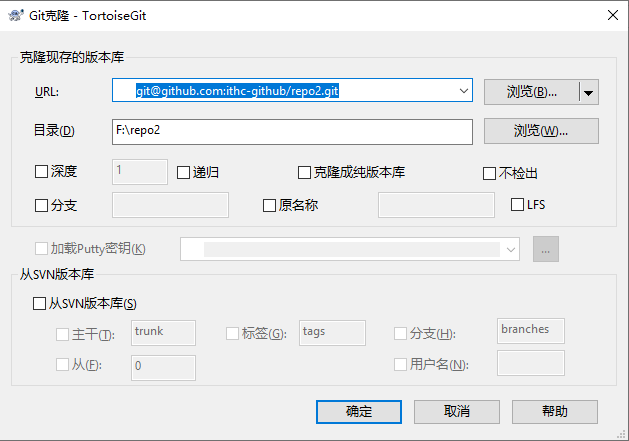 Git克隆 - TortoiseGit
克隆现存的版本库
URL: git@github.com:ithc-github/repo2.git 浏览(B)...
目录(D) F:\repo2 浏览(W)...
深度 1 递归 克隆成纯版本库 不检出
分支 原名称 LFS
加载Putty密钥(K) ...
从SVN版本库
从SVN版本库(S)
主干(T): trunk 标签(G): tags 分支(H): branches
从(F): 0 用户名(N):
确定 取消 帮助